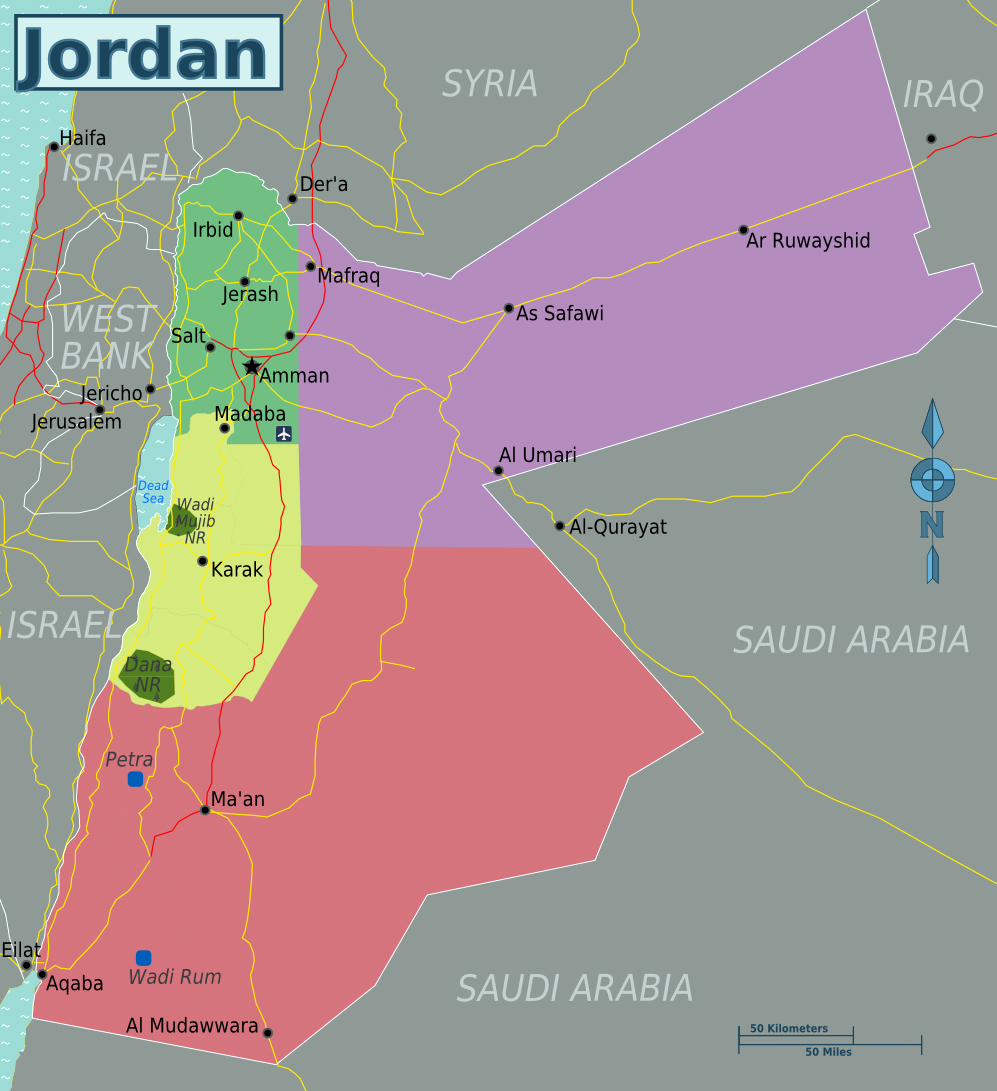 Jordan
SYRIA
IRAQ
Haifa
ISRAEL
Der'a
Irbid
Ar Ruwayshid
Mafraq
Jerash
As Safawi
WEST
BANK
Salt
Amman
Jericho
Jerusalem
Madaba
Al Umari
Dead
Sea
Wadi
Mujib
NR
Al-Qurayat
N
Karak
ISRAEL
SAUDI ARABIA
Dana
NR
Petra
Ma'an
Eilat
Aqaba
Wadi Rum
SAUDI ARABIA
Al Mudawwara
50 Kilometers
50 Miles